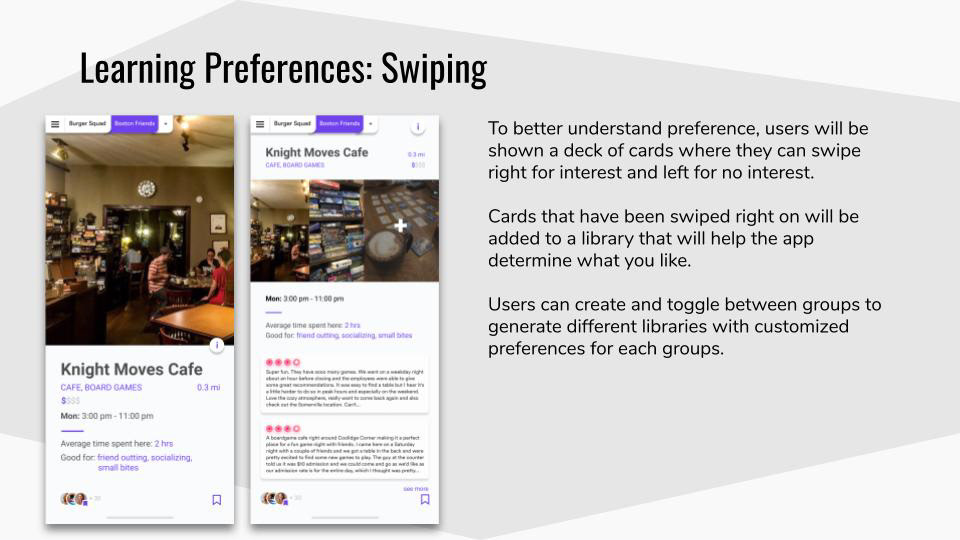 Learning Preferences: Swiping
Burger Squad Boston Friends
Knight Moves Cafe
CAFE, BOARD GAMES 0.3 mi
$$$$
Mon: 3:00 pm - 11:00 pm
Average time spent here: 2 hrs
Good for: friend outting, socializing,
small bites
+ 30
Burger Squad Boston Friends
i
Knight Moves Cafe 0.3 mi
CAFE, BOARD GAMES $$$$
Mon: 3:00 pm - 11:00 pm
Average time spent here: 2 hrs
Good for: friend outting, socializing, small bites
Super fun. They have sooo many games. We went on a weekday night
about an hour before closing and the employees were able to give
some great recommendations. It was easy to find a table but I hear it's
a little harder to do so in peak hours and especially on the weekend.
Love the cozy atmosphere, really want to come back again and also
check out the Somerville location. Can't...
A boardgame cafe right around Coolidge Corner making it a perfect
place for a fun game night with friends. I came here on a Saturday
night with a couple of friends and we got a table in the back and were
pretty excited to find some new games to play. The guy at the counter
told us it was $10 admission and we could come and go as we'd like as
our admission rate is for the entire day, which I thought was pretty...
see more
+ 30
To better understand preference, users will be
shown a deck of cards where they can swipe
right for interest and left for no interest.
Cards that have been swiped right on will be
added to a library that will help the app
determine what you like.
Users can create and toggle between groups to
generate different libraries with customized
preferences for each groups.